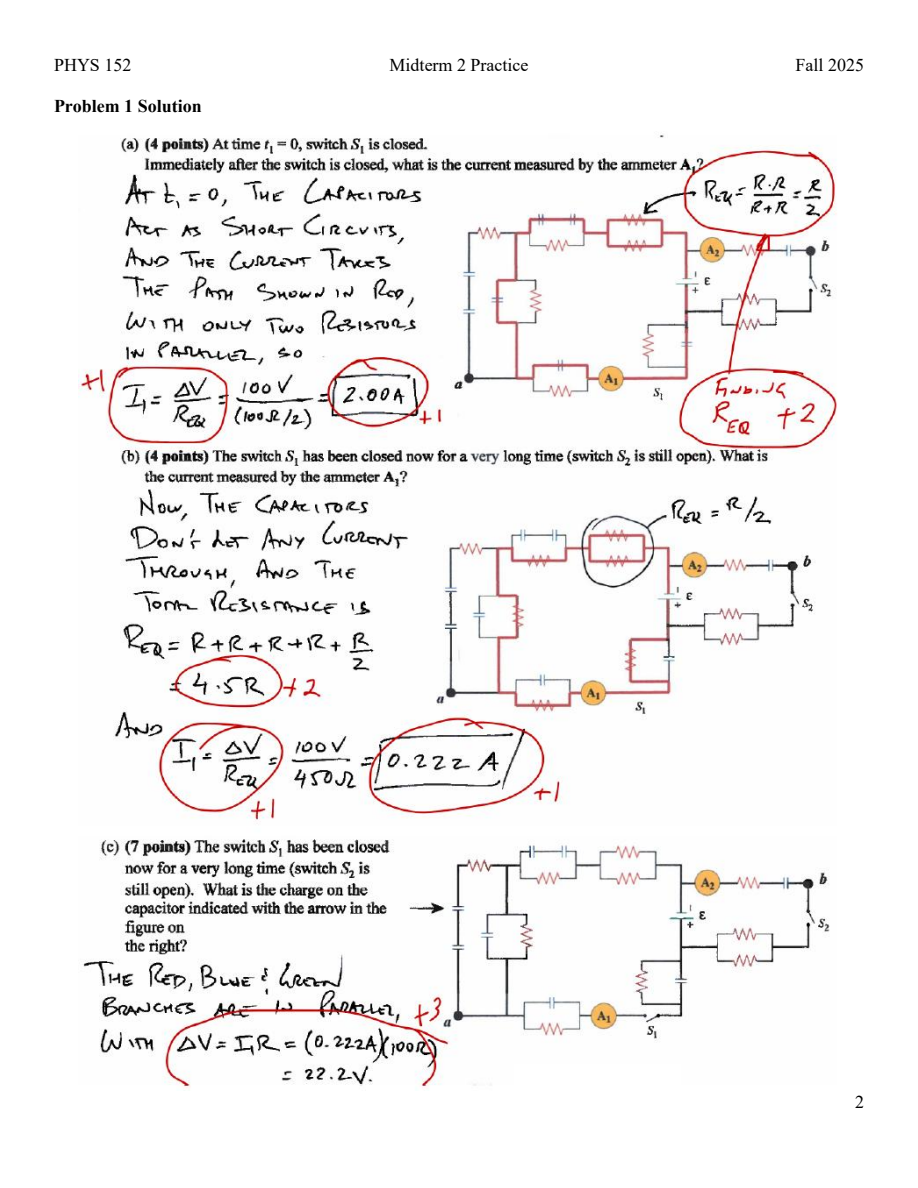 PHYS 152 Midterm 2 Practice Fall 2025
Problem 1 Solution
(a) (4 points) At time t₁ = 0, switch S₁ is closed.
Immediately after the switch is closed, what is the current measured by the ammeter A₁?
AT t₁ = 0, THE CAPACITORS
ACT AS SHORT CIRCUITS,
AND THE CURRENT TAKES
THE PATH SHOWN IN RED,
WITH ONLY TWO RESISTORS
IN PARALLEL, SO
+1 I₁ = ΔV/R_EQ = 100V/(100Ω/2) = 2.00A +1
R_EQ = R·R/R+R = R/2
A₂ b
ε
+
S₂
a A₁ S₁
FINDING
R_EQ +2
(b) (4 points) The switch S₁ has been closed now for a very long time (switch S₂ is still open). What is
the current measured by the ammeter A₁?
NOW, THE CAPACITORS
DON'T LET ANY CURRENT
THROUGH, AND THE
TOTAL RESISTANCE IS
R_EQ = R+R+R+R+R/2
= 4.5R +2
AND
I₁ = ΔV/R_EQ = 100V/450Ω = 0.222 A
+1 +1
R_EQ = R/2
A₂ b
ε
+
S₂
a A₁ S₁
(c) (7 points) The switch S₁ has been closed
now for a very long time (switch S₂ is
still open). What is the charge on the
capacitor indicated with the arrow in the
figure on
the right?
THE RED, BLUE & GREEN
BRANCHES ARE IN PARALLEL, +3
WITH ΔV = I₁R = (0.222A)(100Ω)
= 22.2V.
A₂ b
ε
+
S₂
a A₁ S₁
2